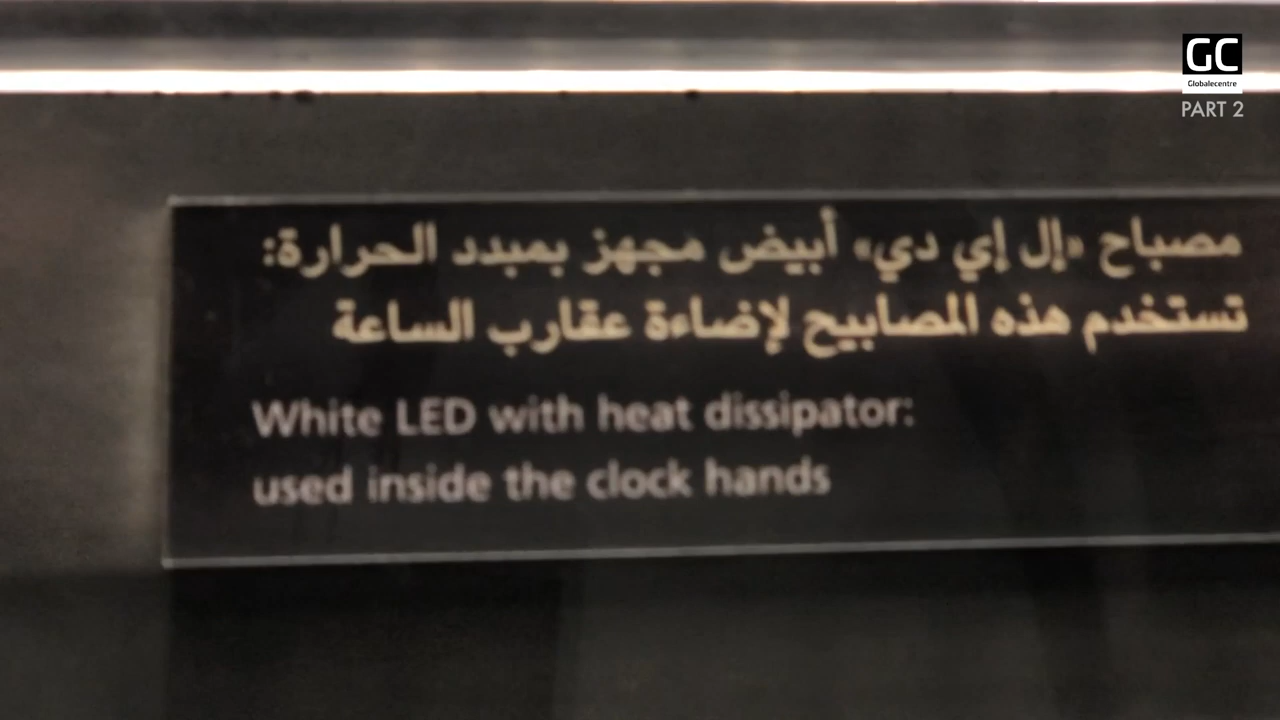 GC
Globalecentre
PART 2
مصباح «إل إي دي» أبيض مجهز بمبدد الحرارة:
تستخدم هذه المصابيح لإضاءة عقارب الساعة
White LED with heat dissipator:
used inside the clock hands